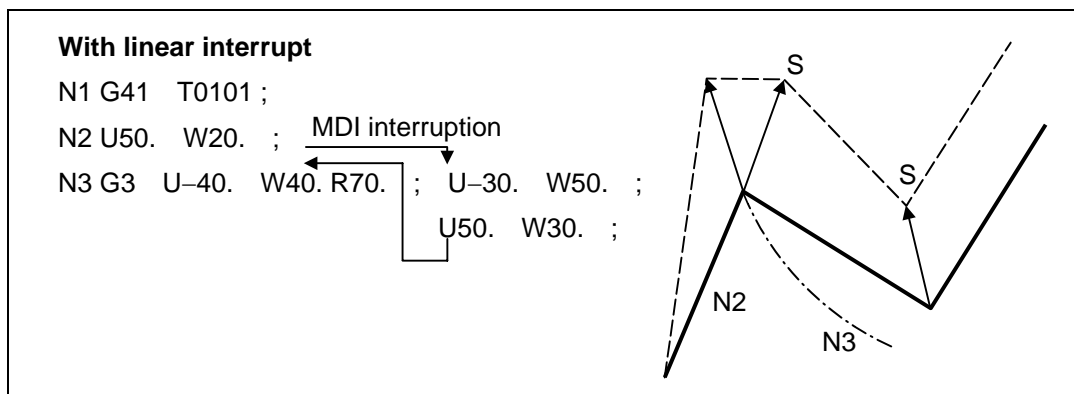 With linear interrupt
N1 G41 T0101 ;
N2 U50. W20. ; MDI interruption
N3 G3 U−40. W40. R70. ; U−30. W50. ;
U50. W30. ;
S
S
N2
N3